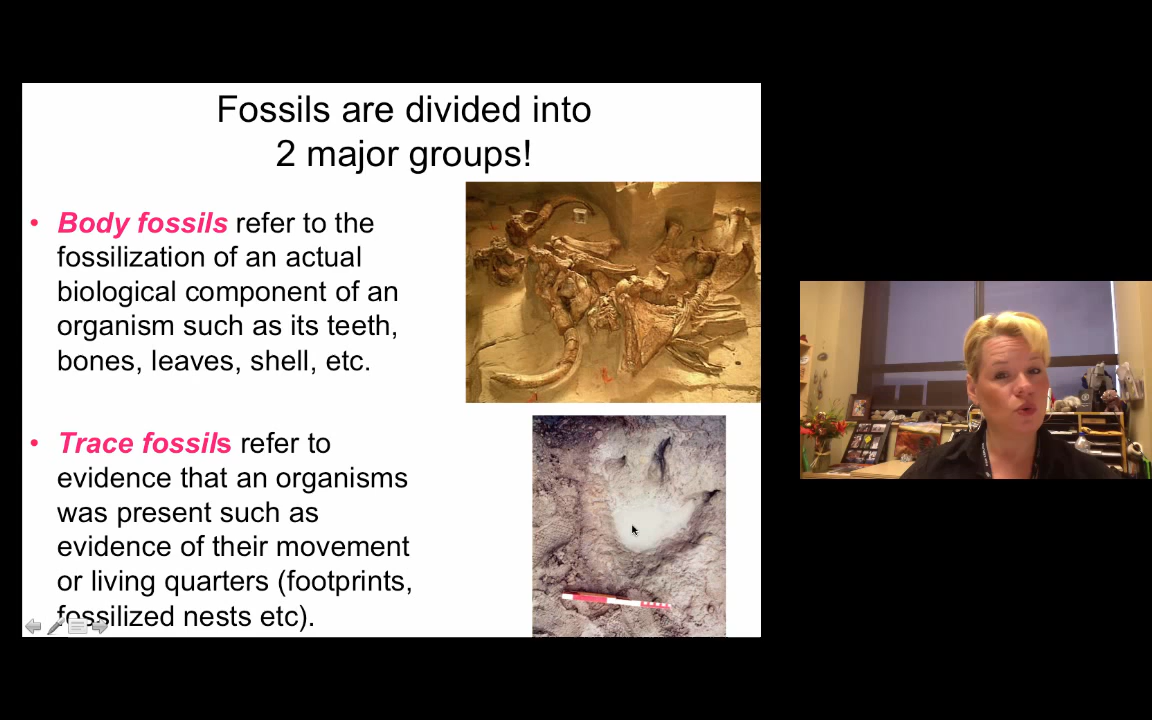 Fossils are divided into
2 major groups!
• Body fossils refer to the
fossilization of an actual
biological component of an
organism such as its teeth,
bones, leaves, shell, etc.
• Trace fossils refer to
evidence that an organisms
was present such as
evidence of their movement
or living quarters (footprints,
fossilized nests etc).